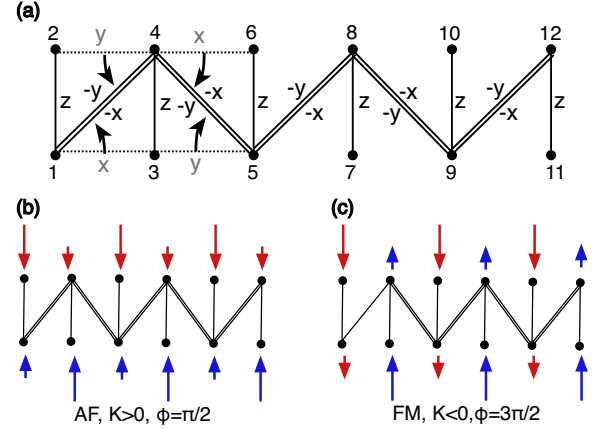 (a)
2 y 4 x 6 8 10 12
z -y -x z -y -x z -y -x z -y -x z -y -x z
1 x 3 y 5 7 9 11
(b) (c)
AF, K>0, φ=π/2 FM, K<0,φ=3π/2